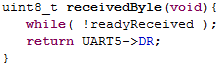 uint8_t receivedByle(void){
    while( !readyReceived );
    return UART5->DR;
}